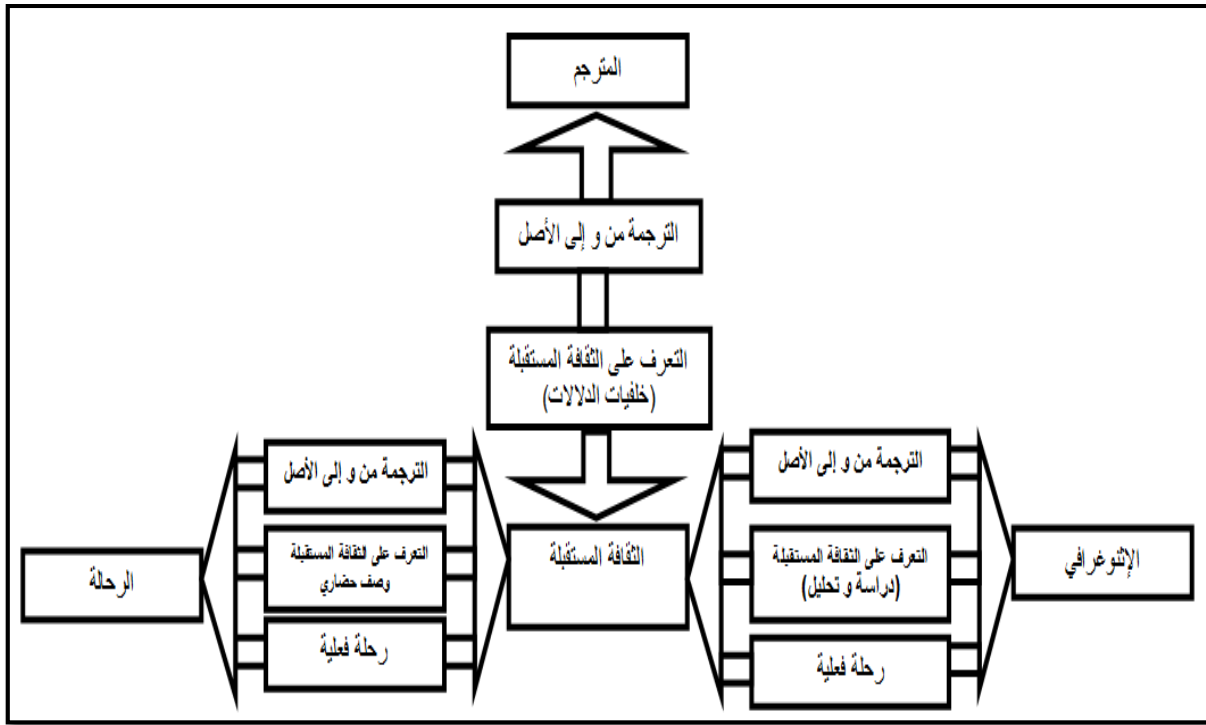 المترجم
الترجمة من و إلى الأصل
التعرف على الثقافة المستقبلة
(خلفيات الدلالات)
الترجمة من و إلى الأصل
الترجمة من و إلى الأصل
الإثنوغرافي
التعرف على الثقافة المستقبلة
(دراسة و تحليل)
الثقافة المستقبلة
التعرف على الثقافة المستقبلة
وصف حضاري
الرحالة
رحلة فعلية
رحلة فعلية